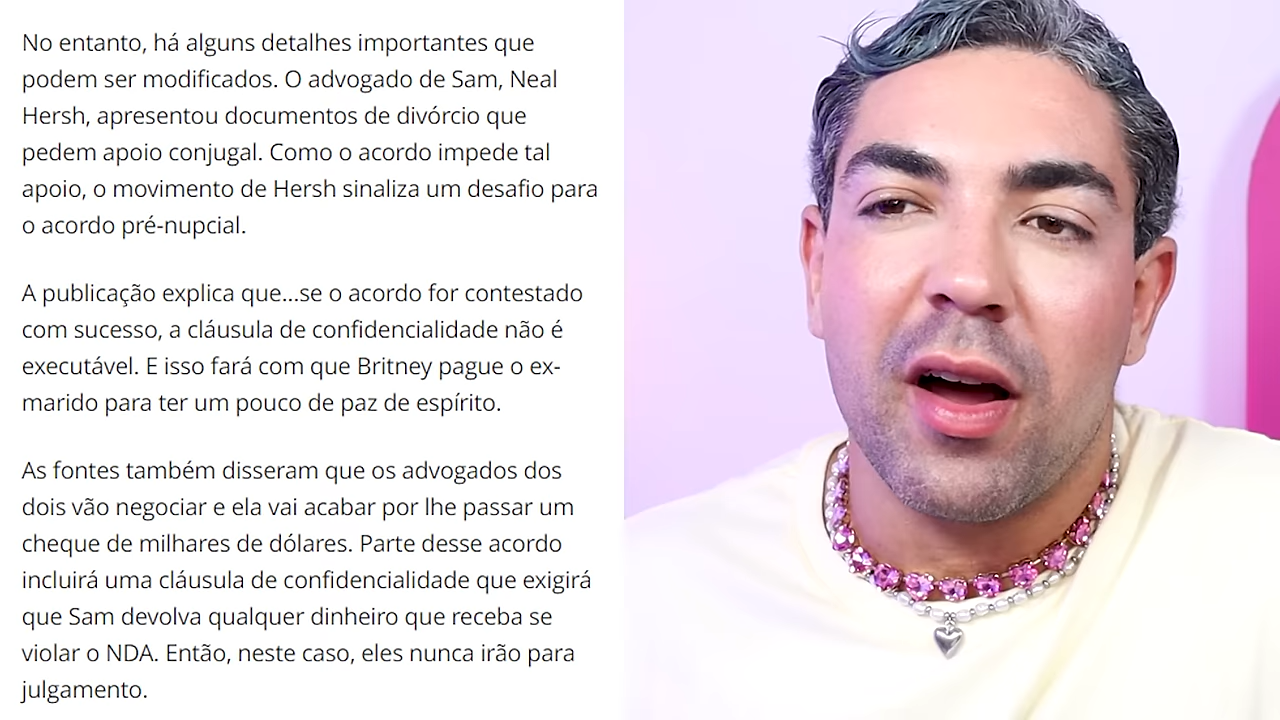 No entanto, há alguns detalhes importantes que
podem ser modificados. O advogado de Sam, Neal
Hersh, apresentou documentos de divórcio que
pedem apoio conjugal. Como o acordo impede tal
apoio, o movimento de Hersh sinaliza um desafio para
o acordo pré-nupcial.
A publicação explica que...se o acordo for contestado
com sucesso, a cláusula de confidencialidade não é
executável. E isso fará com que Britney pague o ex-
marido para ter um pouco de paz de espírito.
As fontes também disseram que os advogados dos
dois vão negociar e ela vai acabar por lhe passar um
cheque de milhares de dólares. Parte desse acordo
incluirá uma cláusula de confidencialidade que exigirá
que Sam devolva qualquer dinheiro que receba se
violar o NDA. Então, neste caso, eles nunca irão para
julgamento.